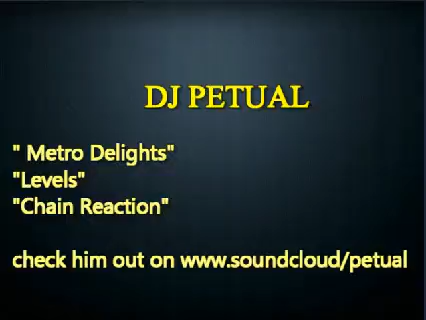 DJ PETUAL
" Metro Delights"
"Levels"
"Chain Reaction"
check him out on www.soundcloud/petual